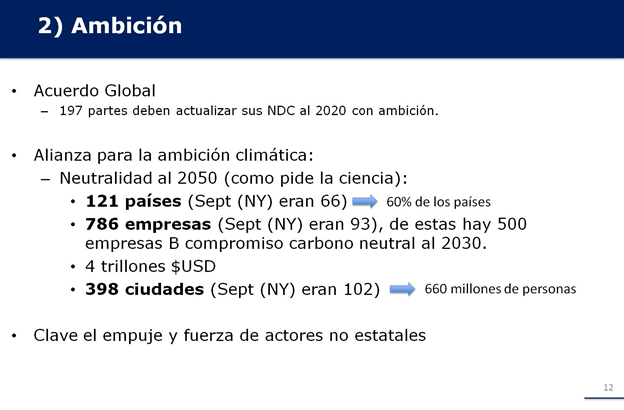 2) Ambición
• Acuerdo Global
– 197 partes deben actualizar sus NDC al 2020 con ambición.
• Alianza para la ambición climática:
– Neutralidad al 2050 (como pide la ciencia):
• 121 países (Sept (NY) eran 66) 60% de los países
• 786 empresas (Sept (NY) eran 93), de estas hay 500
empresas B compromiso carbono neutral al 2030.
• 4 trillones $USD
• 398 ciudades (Sept (NY) eran 102) 660 millones de personas
• Clave el empuje y fuerza de actores no estatales
12